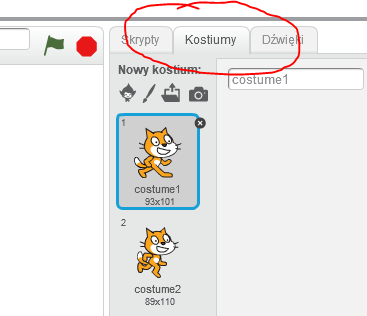 Skrypty Kostiumy Dźwięki
Nowy kostium:
costume1
1
costume1
93x101
2
costume2
89x110